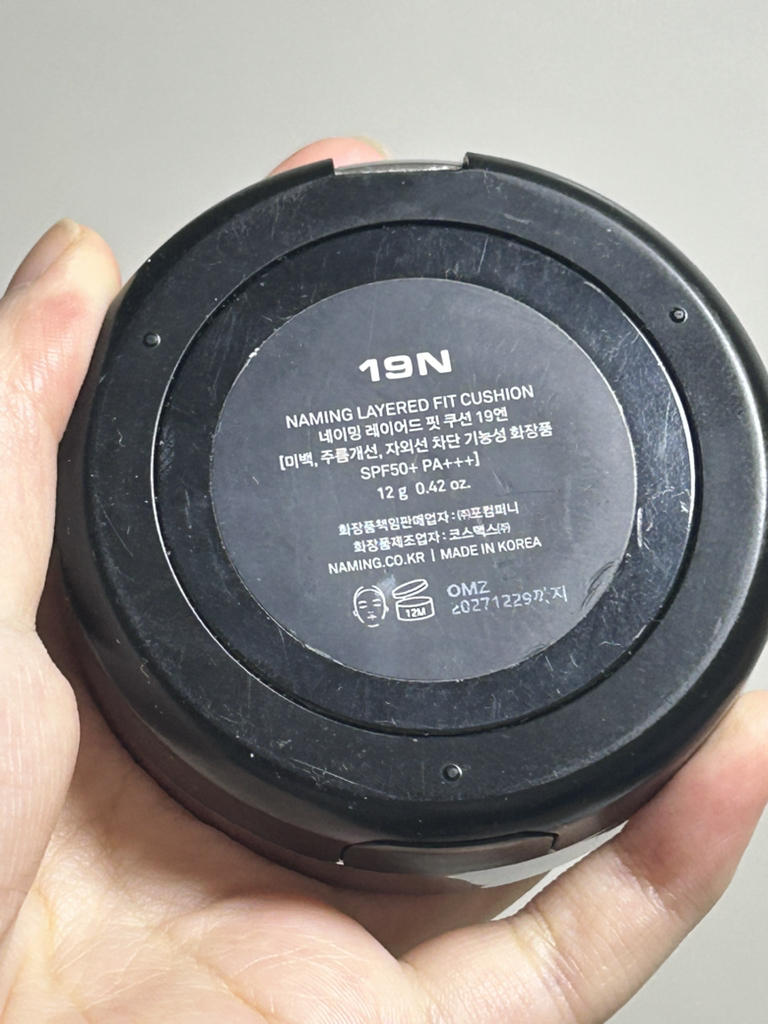 19N
NAMING LAYERED FIT CUSHION
네이밍 레이어드 핏 쿠션 19엔
[미백, 주름개선, 자외선 차단 기능성 화장품
SPF50+ PA+++]
12 g 0.42 oz.
화장품책임판매업자 : ㈜포컴퍼니
화장품제조업자 : 코스맥스㈜
NAMING.CO.KR | MADE IN KOREA
12M
OMZ
20271229까지